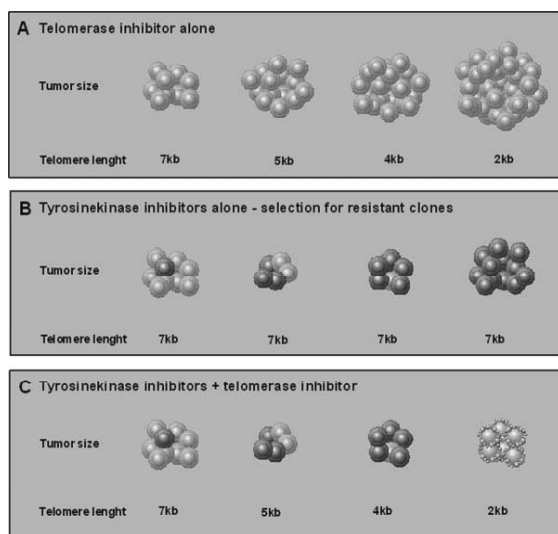 A Telomerase inhibitor alone
Tumor size
Telomere lenght 7kb 5kb 4kb 2kb
B Tyrosinekinase inhibitors alone - selection for resistant clones
Tumor size
Telomere lenght 7kb 7kb 7kb 7kb
C Tyrosinekinase inhibitors + telomerase inhibitor
Tumor size
Telomere lenght 7kb 5kb 4kb 2kb